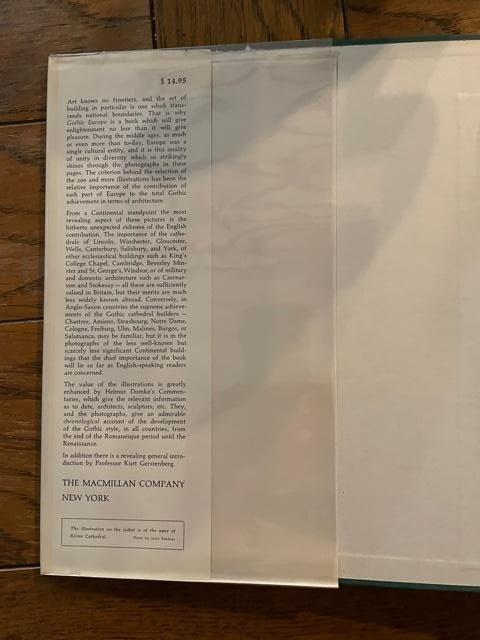 $ 14.95
Art knows no frontiers, and the art of
building in particular is one which trans-
cends national boundaries. That is why
Gothic Europe is a book which will give
enlightenment no less than it will give
pleasure. During the middle ages, as much
or even more than to-day, Europe was a
single cultural entity, and it is this quality
of unity in diversity which so strikingly
shines through the photographs in these
pages. The criterion behind the selection of
the 200 and more illustrations has been the
relative importance of the contribution of
each part of Europe to the total Gothic
achievement in terms of architecture.
From a Continental standpoint the most
revealing aspect of these pictures is the
hitherto unexpected richness of the English
contribution. The importance of the cathe-
drals of Lincoln, Winchester, Gloucester,
Wells, Canterbury, Salisbury, and York, of
other ecclesiastical buildings such as King's
College Chapel, Cambridge, Beverley Min-
ster and St. George's, Windsor, or of military
and domestic architecture such as Caernar-
von and Stokesay — all these are sufficiently
valued in Britain, but their merits are much
less widely known abroad. Conversely, in
Anglo-Saxon countries the supreme achieve-
ments of the Gothic cathedral builders —
Chartres, Amiens, Strasbourg, Notre Dame,
Cologne, Freiburg, Ulm, Malines, Burgos, or
Salamanca, may be familiar, but it is in the
photographs of the less well-known but
scarcely less significant Continental build-
ings that the chief importance of the book
will lie so far as English-speaking readers
are concerned.
The value of the illustrations is greatly
enhanced by Helmut Domke's Commen-
taries, which give the relevant information
as to date, architects, sculptors, etc. They,
and the photographs, give an admirable
chronological account of the development
of the Gothic style, in all countries, from
the end of the Romanesque period until the
Renaissance.
In addition there is a revealing general intro-
duction by Professor Kurt Gerstenberg.
THE MACMILLAN COMPANY
NEW YORK
The illustration on the jacket is of the nave of
Reims Cathedral.
Photo by Jean Roubier